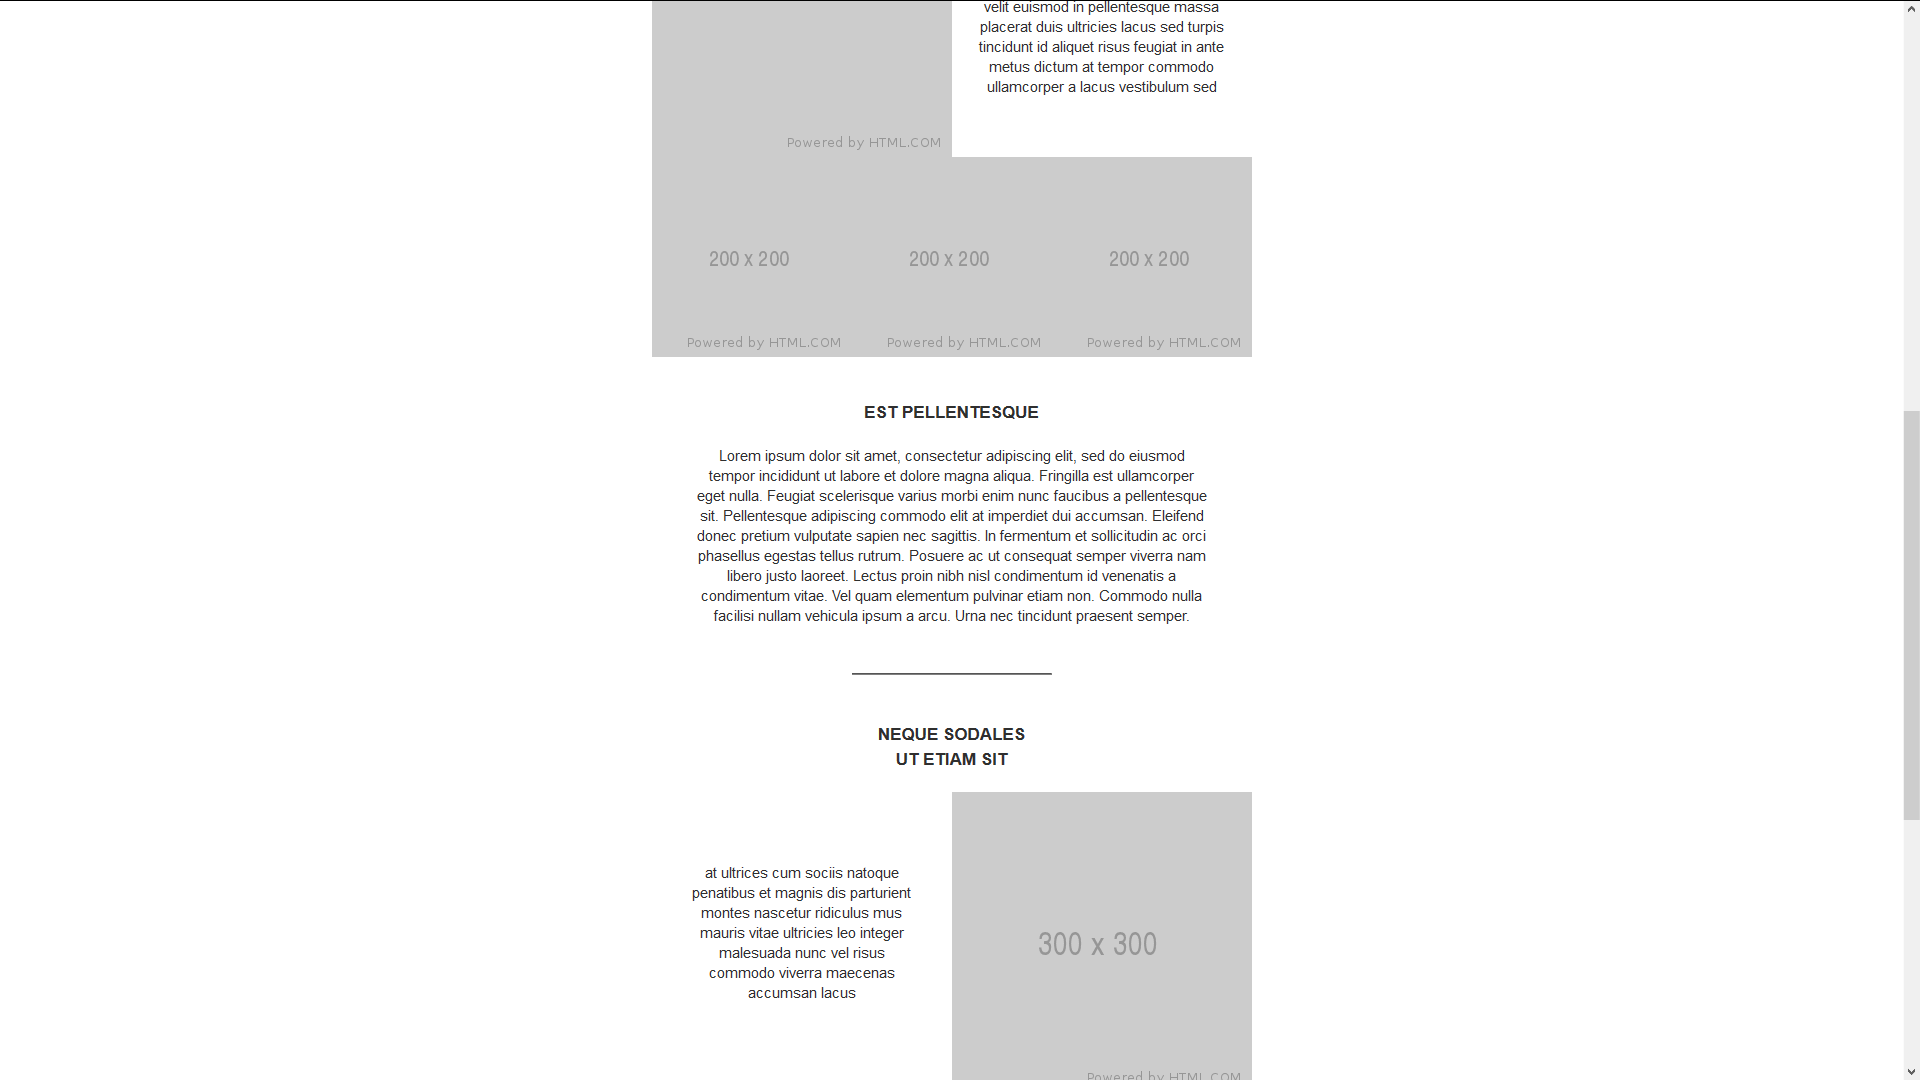 velit euismod in pellentesque massa
placerat duis ultricies lacus sed turpis
tincidunt id aliquet risus feugiat in ante
metus dictum at tempor commodo
ullamcorper a lacus vestibulum sed
Powered by HTML.COM
200 x 200
200 x 200
200 x 200
Powered by HTML.COM
Powered by HTML.COM
Powered by HTML.COM
EST PELLENTESQUE
Lorem ipsum dolor sit amet, consectetur adipiscing elit, sed do eiusmod
tempor incididunt ut labore et dolore magna aliqua. Fringilla est ullamcorper
eget nulla. Feugiat scelerisque varius morbi enim nunc faucibus a pellentesque
sit. Pellentesque adipiscing commodo elit at imperdiet dui accumsan. Eleifend
donec pretium vulputate sapien nec sagittis. In fermentum et sollicitudin ac orci
phasellus egestas tellus rutrum. Posuere ac ut consequat semper viverra nam
libero justo laoreet. Lectus proin nibh nisl condimentum id venenatis a
condimentum vitae. Vel quam elementum pulvinar etiam non. Commodo nulla
facilisi nullam vehicula ipsum a arcu. Urna nec tincidunt praesent semper.
NEQUE SODALES
UT ETIAM SIT
at ultrices cum sociis natoque
penatibus et magnis dis parturient
montes nascetur ridiculus mus
mauris vitae ultricies leo integer
malesuada nunc vel risus
commodo viverra maecenas
accumsan lacus
300 x 300
Powered by HTML.COM